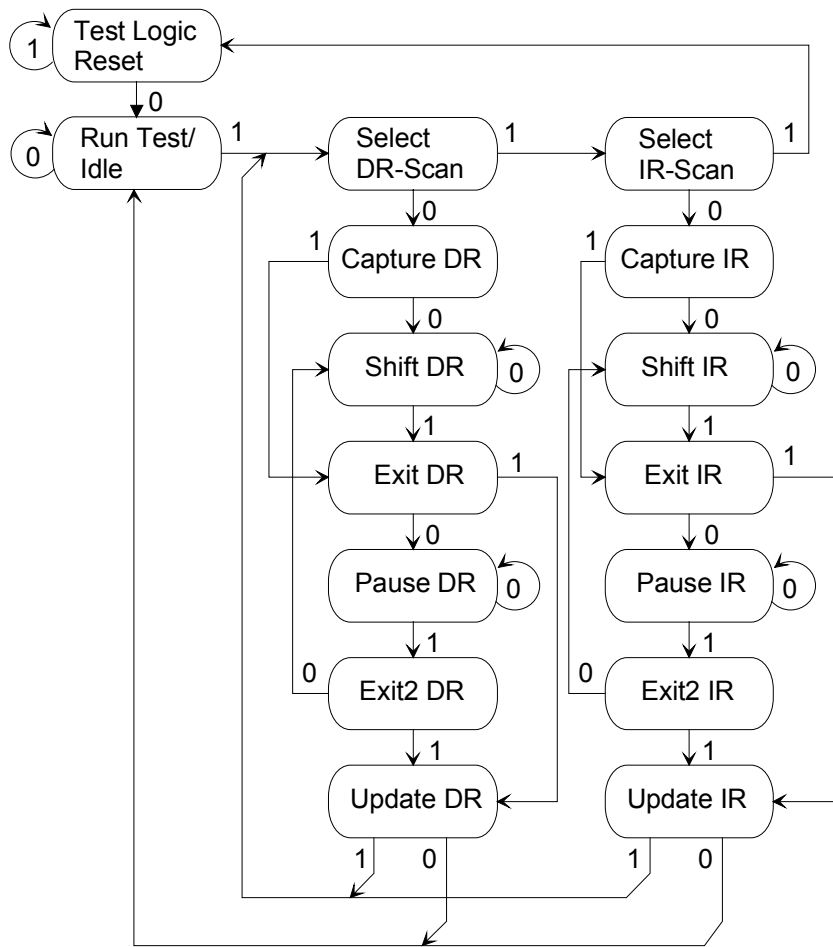 Test Logic
Reset
1
0
Run Test/
Idle
0
1
Select
DR-Scan
1
Select
IR-Scan
1
0
0
1
Capture DR
1
Capture IR
0
0
Shift DR
0
Shift IR
0
1
1
Exit DR
1
Exit IR
1
0
0
Pause DR
0
Pause IR
0
1
1
0
Exit2 DR
0
Exit2 IR
1
1
Update DR
Update IR
1
0
1
0